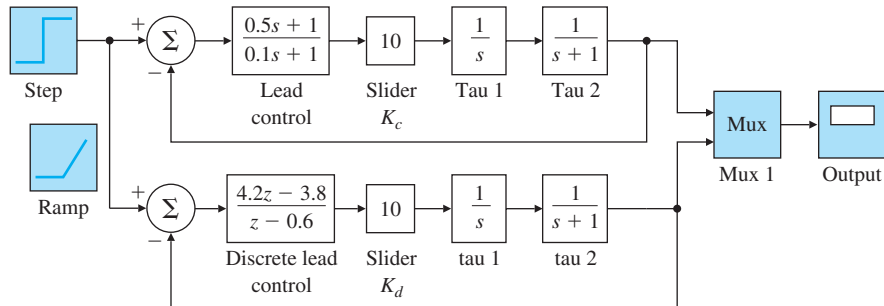 +
Σ
−
0.5s + 1
0.1s + 1
10
1
s
1
s + 1
Step
Lead
control
Slider
K_c
Tau 1
Tau 2
Mux
Mux 1
Output
Ramp
+
Σ
−
4.2z − 3.8
z − 0.6
10
1
s
1
s + 1
Discrete lead
control
Slider
K_d
tau 1
tau 2